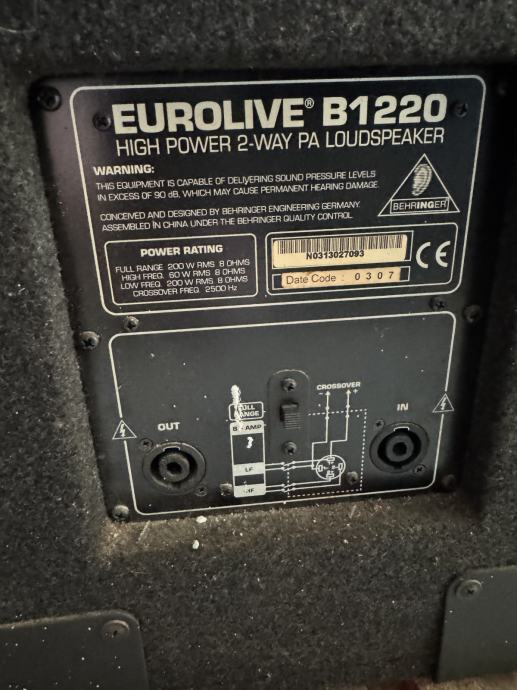 EUROLIVE® B1220
HIGH POWER 2-WAY PA LOUDSPEAKER
WARNING:
THIS EQUIPMENT IS CAPABLE OF DELIVERING SOUND PRESSURE LEVELS
IN EXCESS OF 90 dB, WHICH MAY CAUSE PERMANENT HEARING DAMAGE.
CONCEIVED AND DESIGNED BY BEHRINGER ENGINEERING GERMANY.
ASSEMBLED IN CHINA UNDER THE BEHRINGER QUALITY CONTROL.
BEHRINGER
POWER RATING
FULL RANGE 200 W RMS 8 OHMS
HIGH FREQ. 60 W RMS 8 OHMS
LOW FREQ. 200 W RMS 8 OHMS
CROSSOVER FREQ. 2500 Hz
N0313027093
Date Code : 0307
CE
CROSSOVER
- +
OUT
IN
FULL
RANGE
BI-AMP
LF
HF